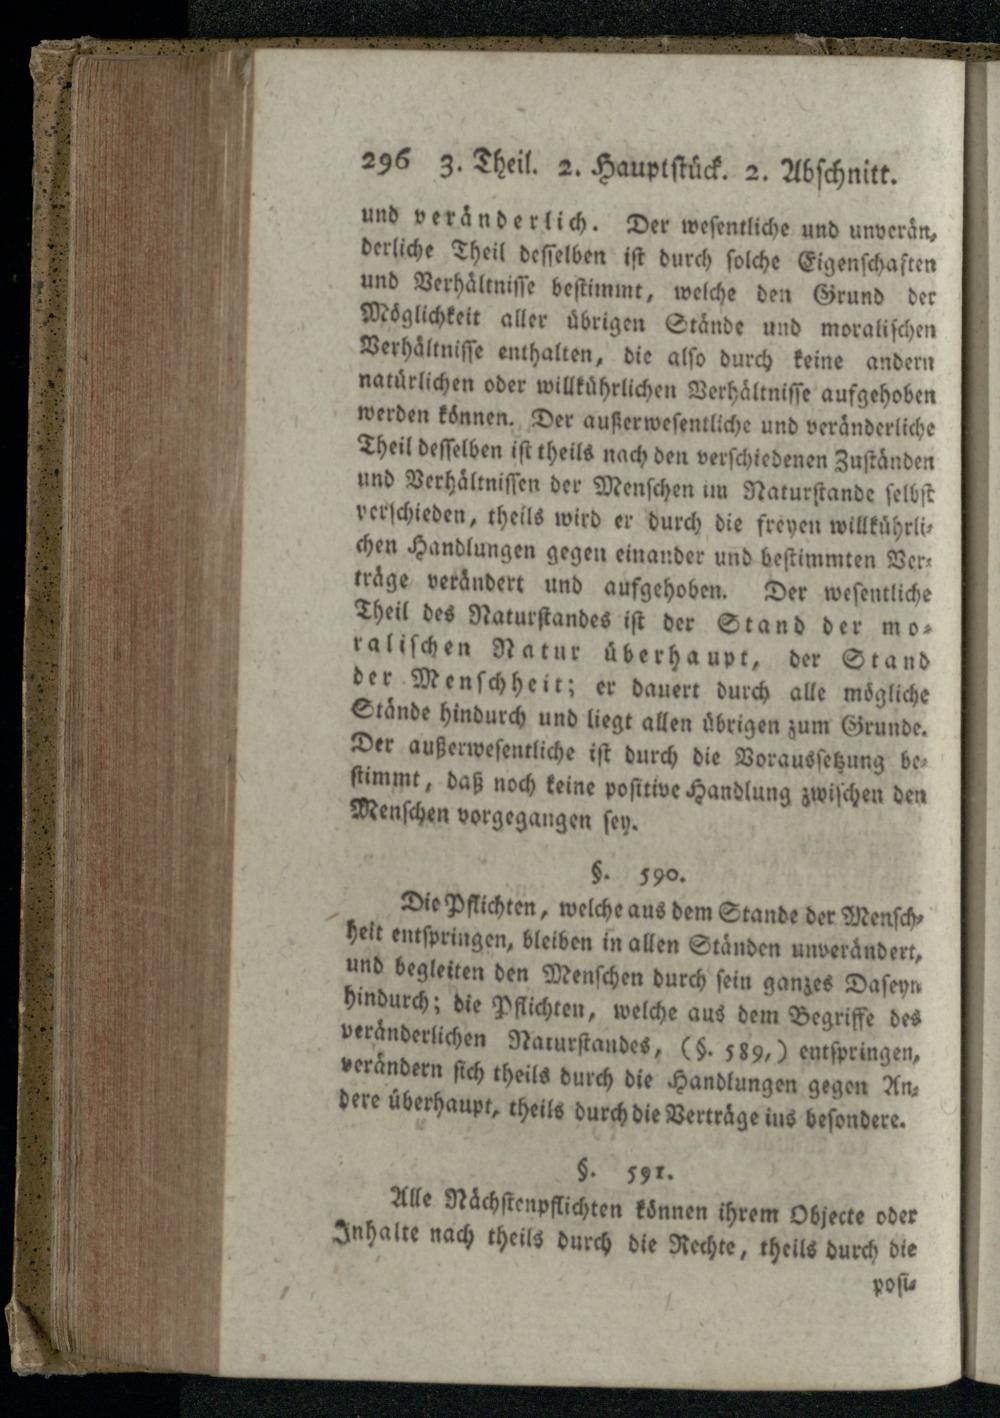 296 3. Theil. 2. Hauptstück. 2. Abschnitt.
und veränderlich. Der wesentliche und unverän-
derliche Theil desselben ist durch solche Eigenschaften
und Verhältnisse bestimmt, welche den Grund der
Möglichkeit aller übrigen Stände und moralischen
Verhältnisse enthalten, die also durch keine andern
natürlichen oder willkührlichen Verhältnisse aufgehoben
werden können. Der außerwesentliche und veränderliche
Theil desselben ist theils nach den verschiedenen Zuständen
und Verhältnissen der Menschen im Naturstande selbst
verschieden, theils wird er durch die freyen willkührli-
chen Handlungen gegen einander und bestimmten Ver-
träge verändert und aufgehoben. Der wesentliche
Theil des Naturstandes ist der Stand der mo-
ralischen Natur überhaupt, der Stand
der Menschheit; er dauert durch alle mögliche
Stände hindurch und liegt allen übrigen zum Grunde.
Der außerwesentliche ist durch die Voraussetzung be-
stimmt, daß noch keine positive Handlung zwischen den
Menschen vorgegangen sey.
§. 590.
Die Pflichten, welche aus dem Stande der Mensch-
heit entspringen, bleiben in allen Ständen unverändert,
und begleiten den Menschen durch sein ganzes Daseyn
hindurch; die Pflichten, welche aus dem Begriffe des
veränderlichen Naturstandes, (§. 589,) entspringen,
verändern sich theils durch die Handlungen gegen An-
dere überhaupt, theils durch die Verträge ins besondere.
§. 591.
Alle Nächstenpflichten können ihrem Objecte oder
Inhalte nach theils durch die Rechte, theils durch die
posi-